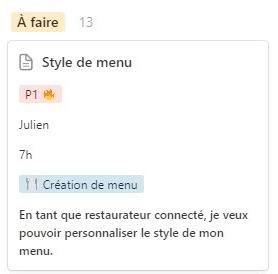 À faire 13
Style de menu
P1 🔥
Julien
7h
🍴 Création de menu
En tant que restaurateur connecté, je veux
pouvoir personnaliser le style de mon
menu.